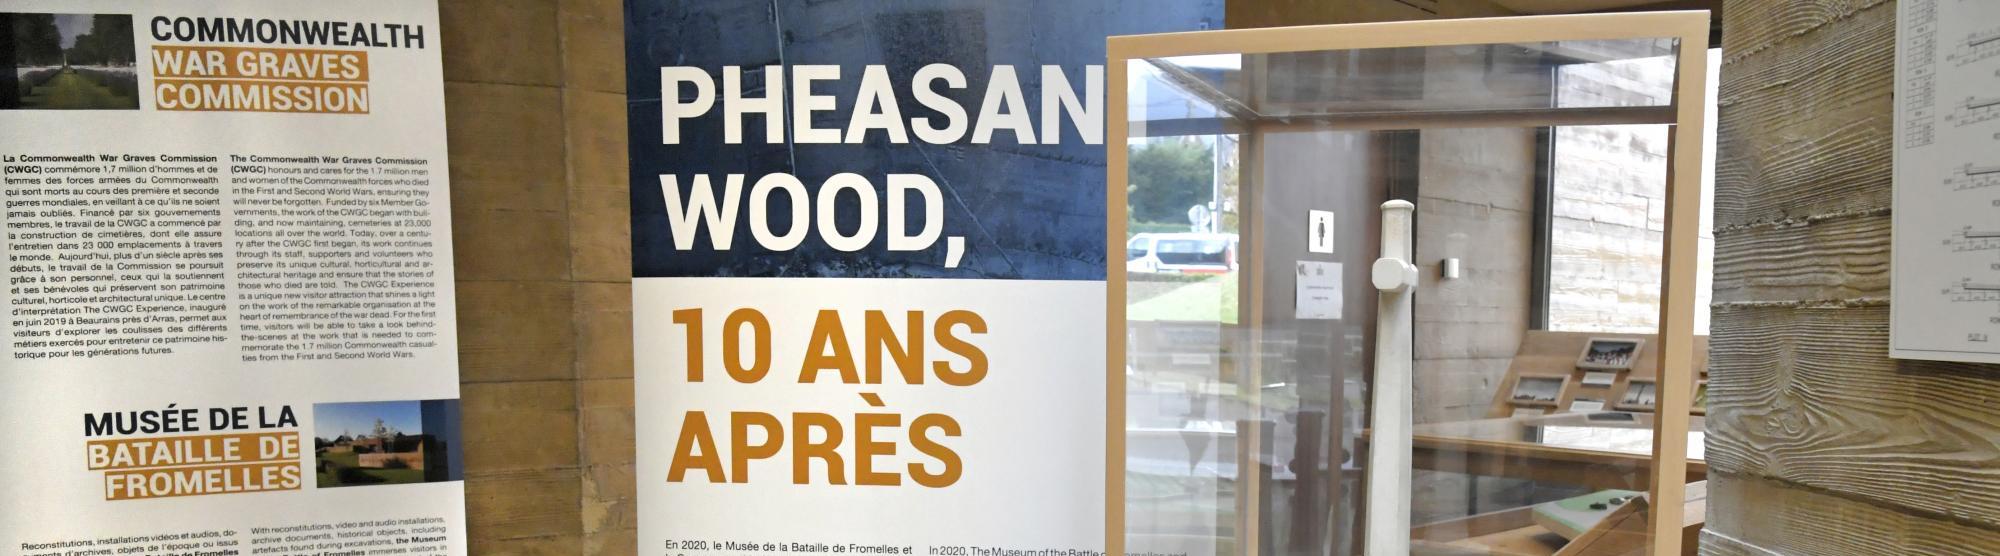 COMMONWEALTH
WAR GRAVES
COMMISSION
La Commonwealth War Graves Commission
(CWGC) commémore 1,7 million d'hommes et de
femmes des forces armées du Commonwealth
qui sont morts au cours des première et seconde
guerres mondiales, en veillant à ce qu'ils ne soient
jamais oubliés. Financé par six gouvernements
membres, le travail de la CWGC a commencé par
la construction de cimetières, dont elle assure
l'entretien dans 23 000 emplacements à travers
le monde. Aujourd'hui, plus d'un siècle après ses
débuts, le travail de la Commission se poursuit
grâce à son personnel, ceux qui la soutiennent
et ses bénévoles qui préservent son patrimoine
culturel, horticole et architectural unique. Le centre
d'interprétation The CWGC Experience, inauguré
en juin 2019 à Beaurains près d'Arras, permet aux
visiteurs d'explorer les coulisses des différents
métiers exercés pour entretenir ce patrimoine his-
torique pour les générations futures.
The Commonwealth War Graves Commission
(CWGC) honours and cares for the 1.7 million men
and women of the Commonwealth forces who died
in the First and Second World Wars, ensuring they
will never be forgotten. Funded by six Member Go-
vernments, the work of the CWGC began with buil-
ding, and now maintaining, cemeteries at 23,000
locations all over the world. Today, over a centu-
ry after the CWGC first began, its work continues
through its staff, supporters and volunteers who
preserve its unique cultural, horticultural and ar-
chitectural heritage and ensure that the stories of
those who died are told. The CWGC Experience
is a unique new visitor attraction that shines a light
on the work of the remarkable organisation at the
heart of remembrance of the war dead. For the first
time, visitors will be able to take a look behind-
the-scenes at the work that is needed to com-
memorate the 1.7 million Commonwealth casual-
ties from the First and Second World Wars.
MUSÉE DE LA
BATAILLE DE
FROMELLES
Reconstitutions, installations vidéos et audios, do-
d'archives, objets de l'époque ou issus
With reconstitutions, video and audio installations,
archive documents, historical objects, including
artefacts found during excavations, the Museum
of Fromelles immerses visitors in
PHEASAN
WOOD,
10 ANS
APRÈS
En 2020, le Musée de la Bataille de Fromelles et
In 2020, The Museum of the Battle